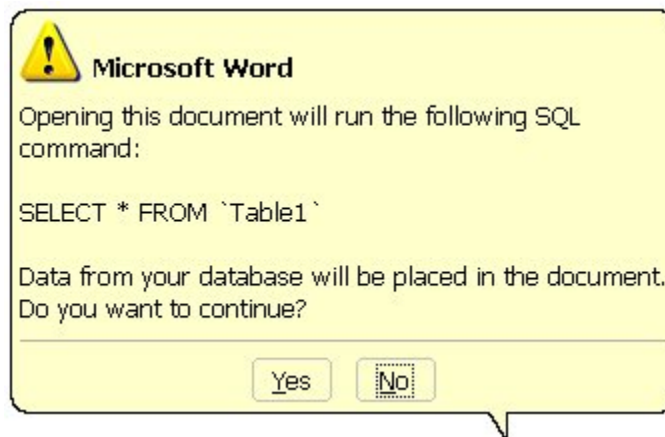 Microsoft Word
Opening this document will run the following SQL
command:
SELECT * FROM `Table1`
Data from your database will be placed in the document.
Do you want to continue?
Yes No